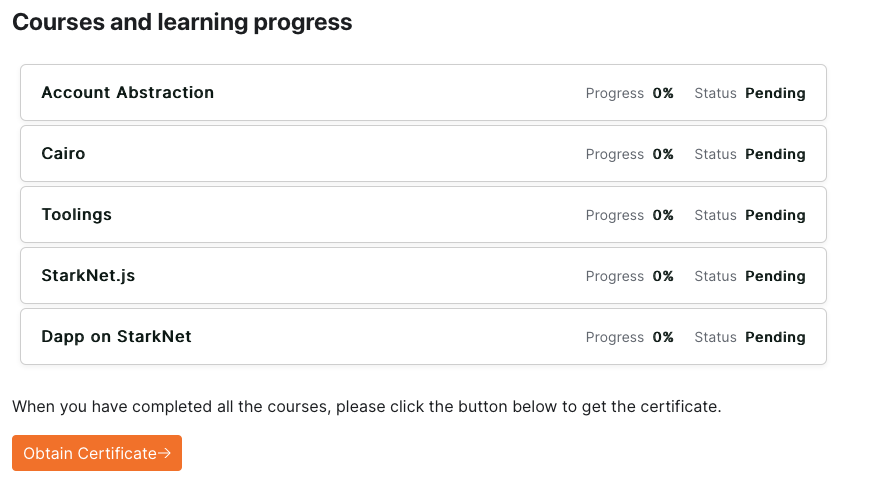 Courses and learning progress
Account Abstraction Progress 0% Status Pending
Cairo Progress 0% Status Pending
Toolings Progress 0% Status Pending
StarkNet.js Progress 0% Status Pending
Dapp on StarkNet Progress 0% Status Pending
When you have completed all the courses, please click the button below to get the certificate.
Obtain Certificate→